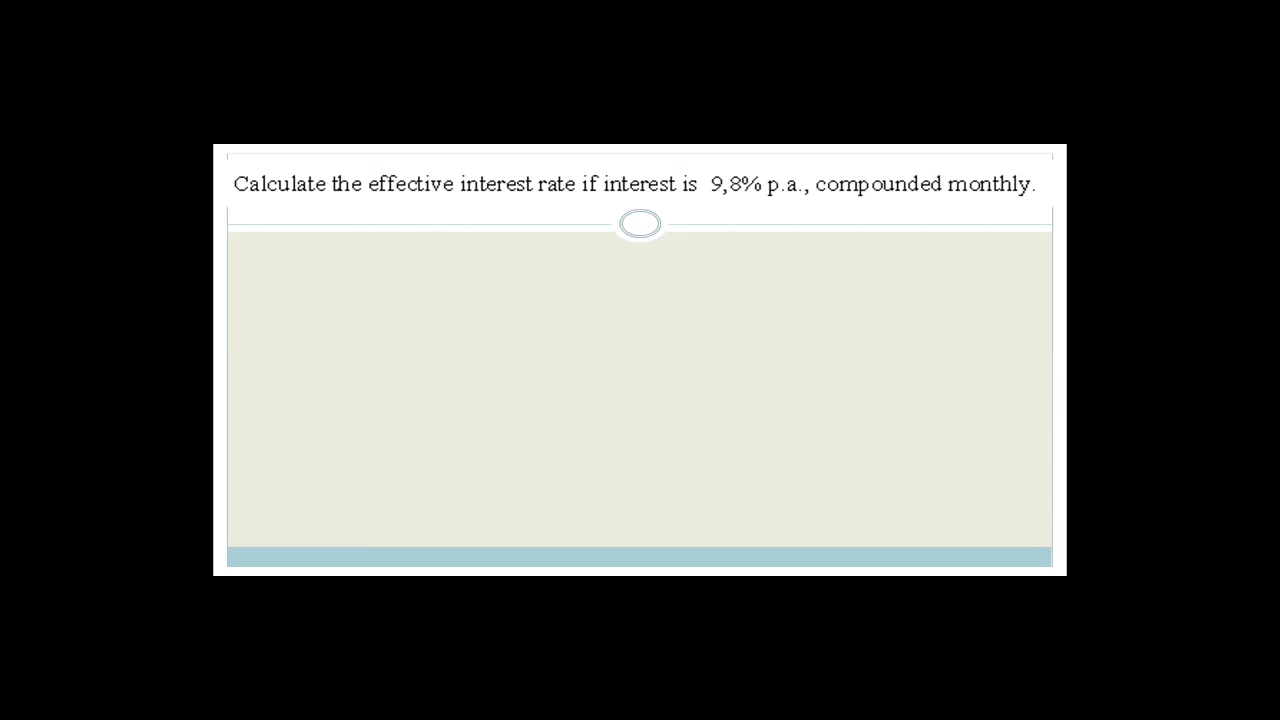 Calculate the effective interest rate if interest is 9,8% p.a., compounded monthly.